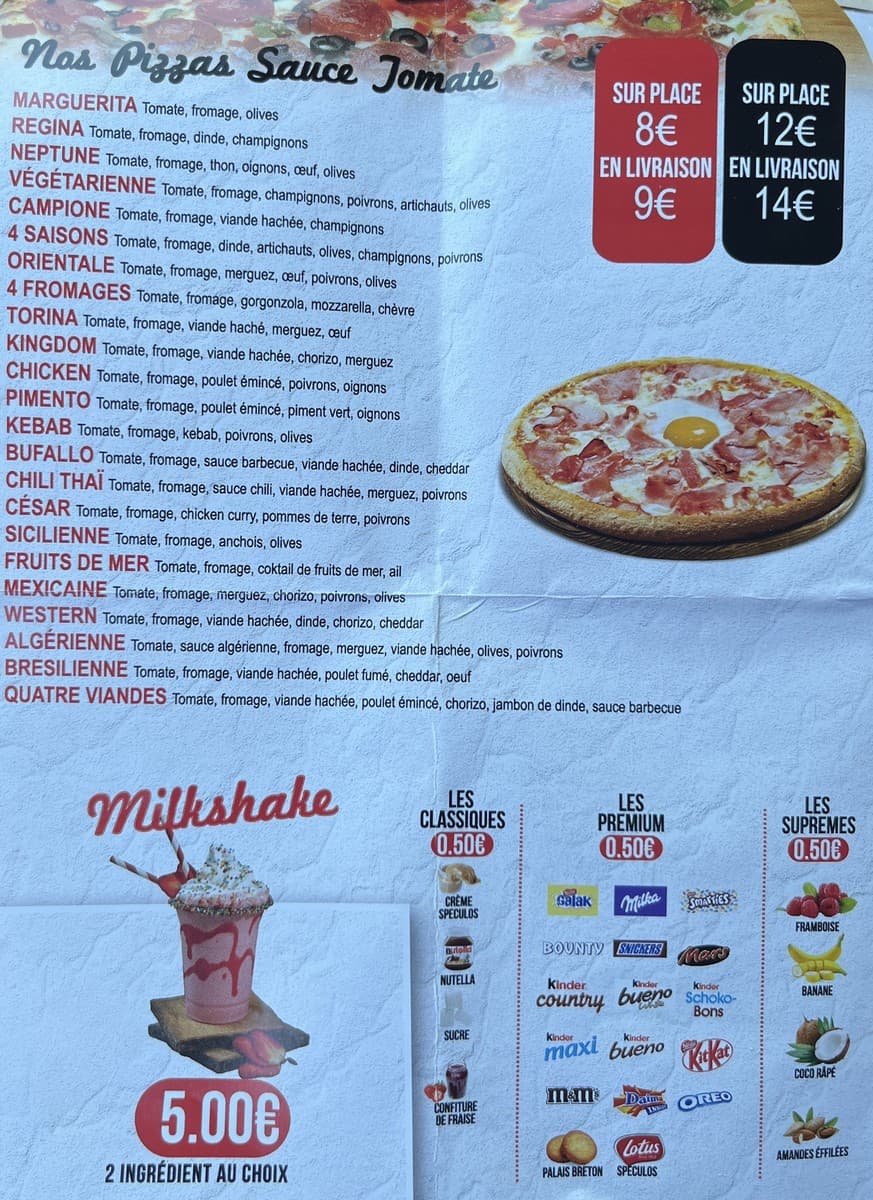 Nos Pizzas Sauce Tomate
MARGUERITA Tomate, fromage, olives
REGINA Tomate, fromage, dinde, champignons
NEPTUNE Tomate, fromage, thon, oignons, œuf, olives
VÉGÉTARIENNE Tomate, fromage, champignons, poivrons, artichauts, olives
CAMPIONE Tomate, fromage, viande hachée, champignons
4 SAISONS Tomate, fromage, dinde, artichauts, olives, champignons, poivrons
ORIENTALE Tomate, fromage, merguez, œuf, poivrons, olives
4 FROMAGES Tomate, fromage, gorgonzola, mozzarella, chèvre
TORINA Tomate, fromage, viande haché, merguez, œuf
KINGDOM Tomate, fromage, viande hachée, chorizo, merguez
CHICKEN Tomate, fromage, poulet émincé, poivrons, oignons
PIMENTO Tomate, fromage, poulet émincé, piment vert, oignons
KEBAB Tomate, fromage, kebab, poivrons, olives
BUFALLO Tomate, fromage, sauce barbecue, viande hachée, dinde, cheddar
CHILI THAÏ Tomate, fromage, sauce chili, viande hachée, merguez, poivrons
CÉSAR Tomate, fromage, chicken curry, pommes de terre, poivrons
SICILIENNE Tomate, fromage, anchois, olives
FRUITS DE MER Tomate, fromage, coktail de fruits de mer, ail
MEXICAINE Tomate, fromage, merguez, chorizo, poivrons, olives
WESTERN Tomate, fromage, viande hachée, dinde, chorizo, cheddar
ALGÉRIENNE Tomate, sauce algérienne, fromage, merguez, viande hachée, olives, poivrons
BRESILIENNE Tomate, fromage, viande hachée, poulet fumé, cheddar, oeuf
QUATRE VIANDES Tomate, fromage, viande hachée, poulet émincé, chorizo, jambon de dinde, sauce barbecue
SUR PLACE
8€
EN LIVRAISON
9€
SUR PLACE
12€
EN LIVRAISON
14€
Milkshake
5.00€
2 INGRÉDIENT AU CHOIX
LES
CLASSIQUES
0.50€
CRÈME
SPECULOS
nutella
NUTELLA
SUCRE
CONFITURE
DE FRAISE
LES
PREMIUM
0.50€
Galak Milka SMARTIES
BOUNTY SNICKERS Mars
kinder country
kinder bueno White
kinder Schoko-Bons
kinder maxi
kinder bueno
KitKat
m&m's Daim OREO
PALAIS BRETON
Lotus
SPÉCULOS
LES
SUPREMES
0.50€
FRAMBOISE
BANANE
COCO RÂPÉ
AMANDES ÉFFILÉES